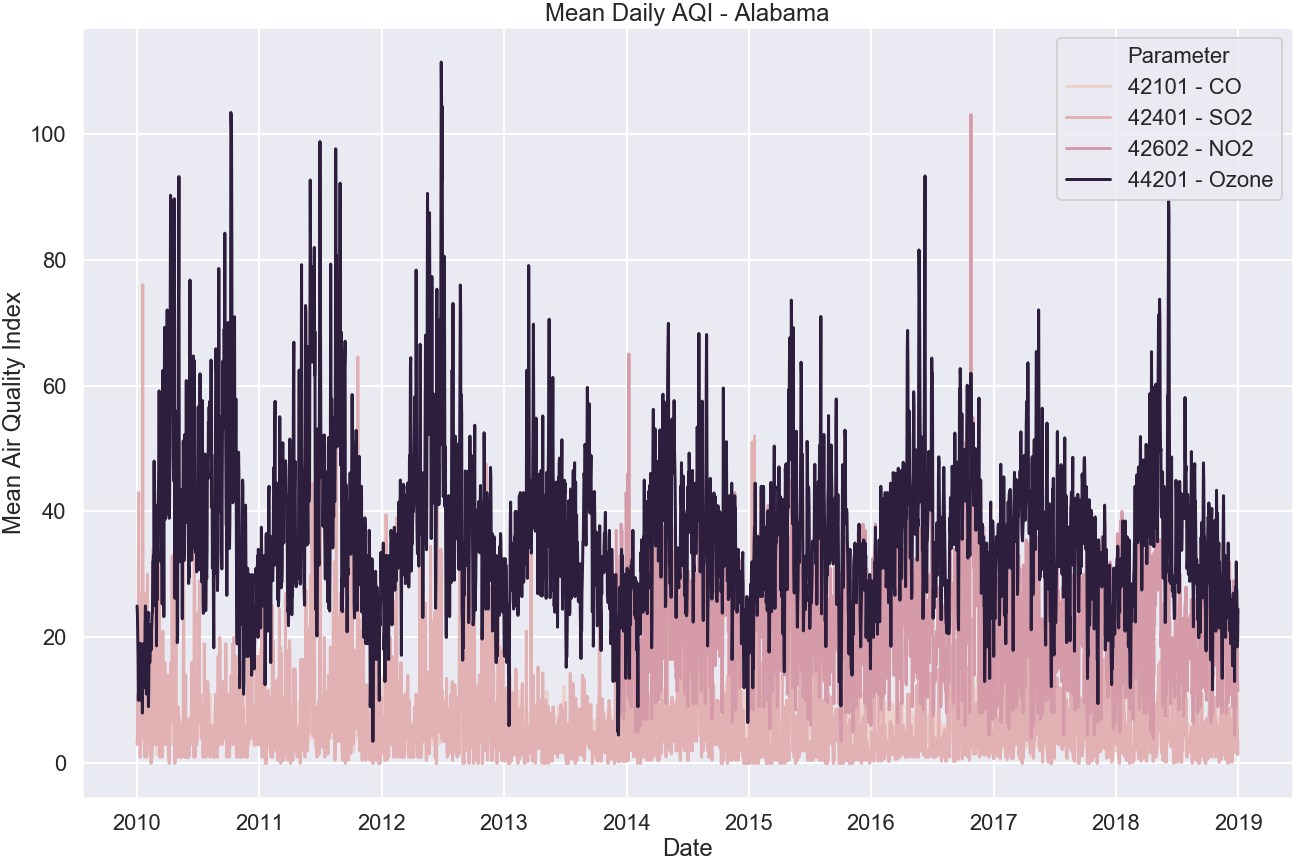 Mean Daily AQI - Alabama
Parameter
42101 - CO
42401 - SO2
42602 - NO2
44201 - Ozone
Mean Air Quality Index
100
80
60
40
20
0
2010 2011 2012 2013 2014 2015 2016 2017 2018 2019
Date